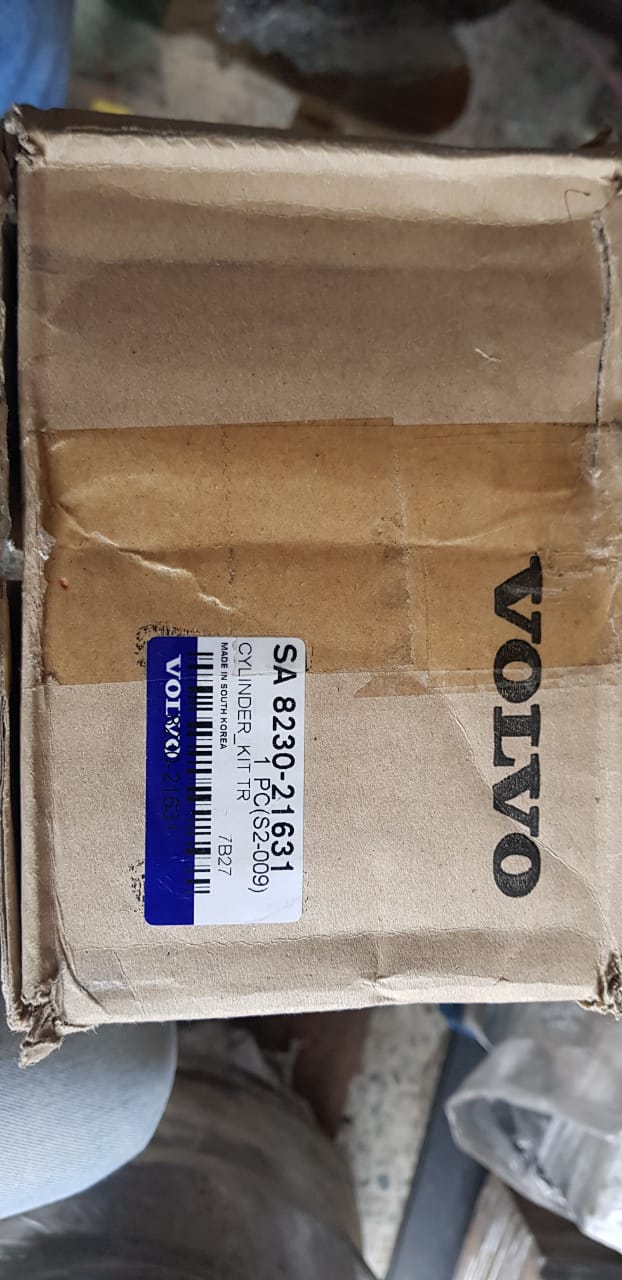 VOLVO
SA 8230-21631
1 PC(S2-009)
CYLINDER_KIT TR
MADE IN SOUTH KOREA
7B27
VOLVO